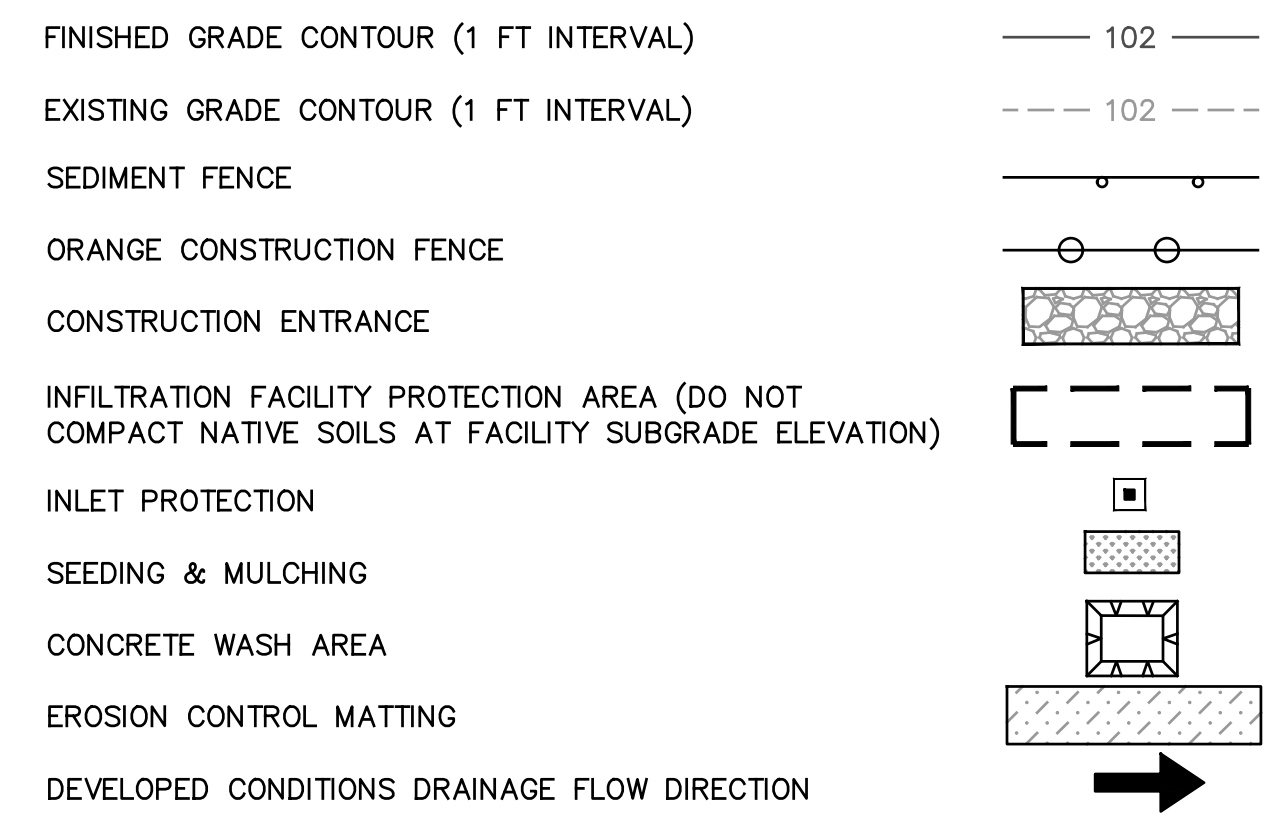 FINISHED GRADE CONTOUR (1 FT INTERVAL) 102
EXISTING GRADE CONTOUR (1 FT INTERVAL) 102
SEDIMENT FENCE
ORANGE CONSTRUCTION FENCE
CONSTRUCTION ENTRANCE
INFILTRATION FACILITY PROTECTION AREA (DO NOT
COMPACT NATIVE SOILS AT FACILITY SUBGRADE ELEVATION)
INLET PROTECTION
SEEDING & MULCHING
CONCRETE WASH AREA
EROSION CONTROL MATTING
DEVELOPED CONDITIONS DRAINAGE FLOW DIRECTION